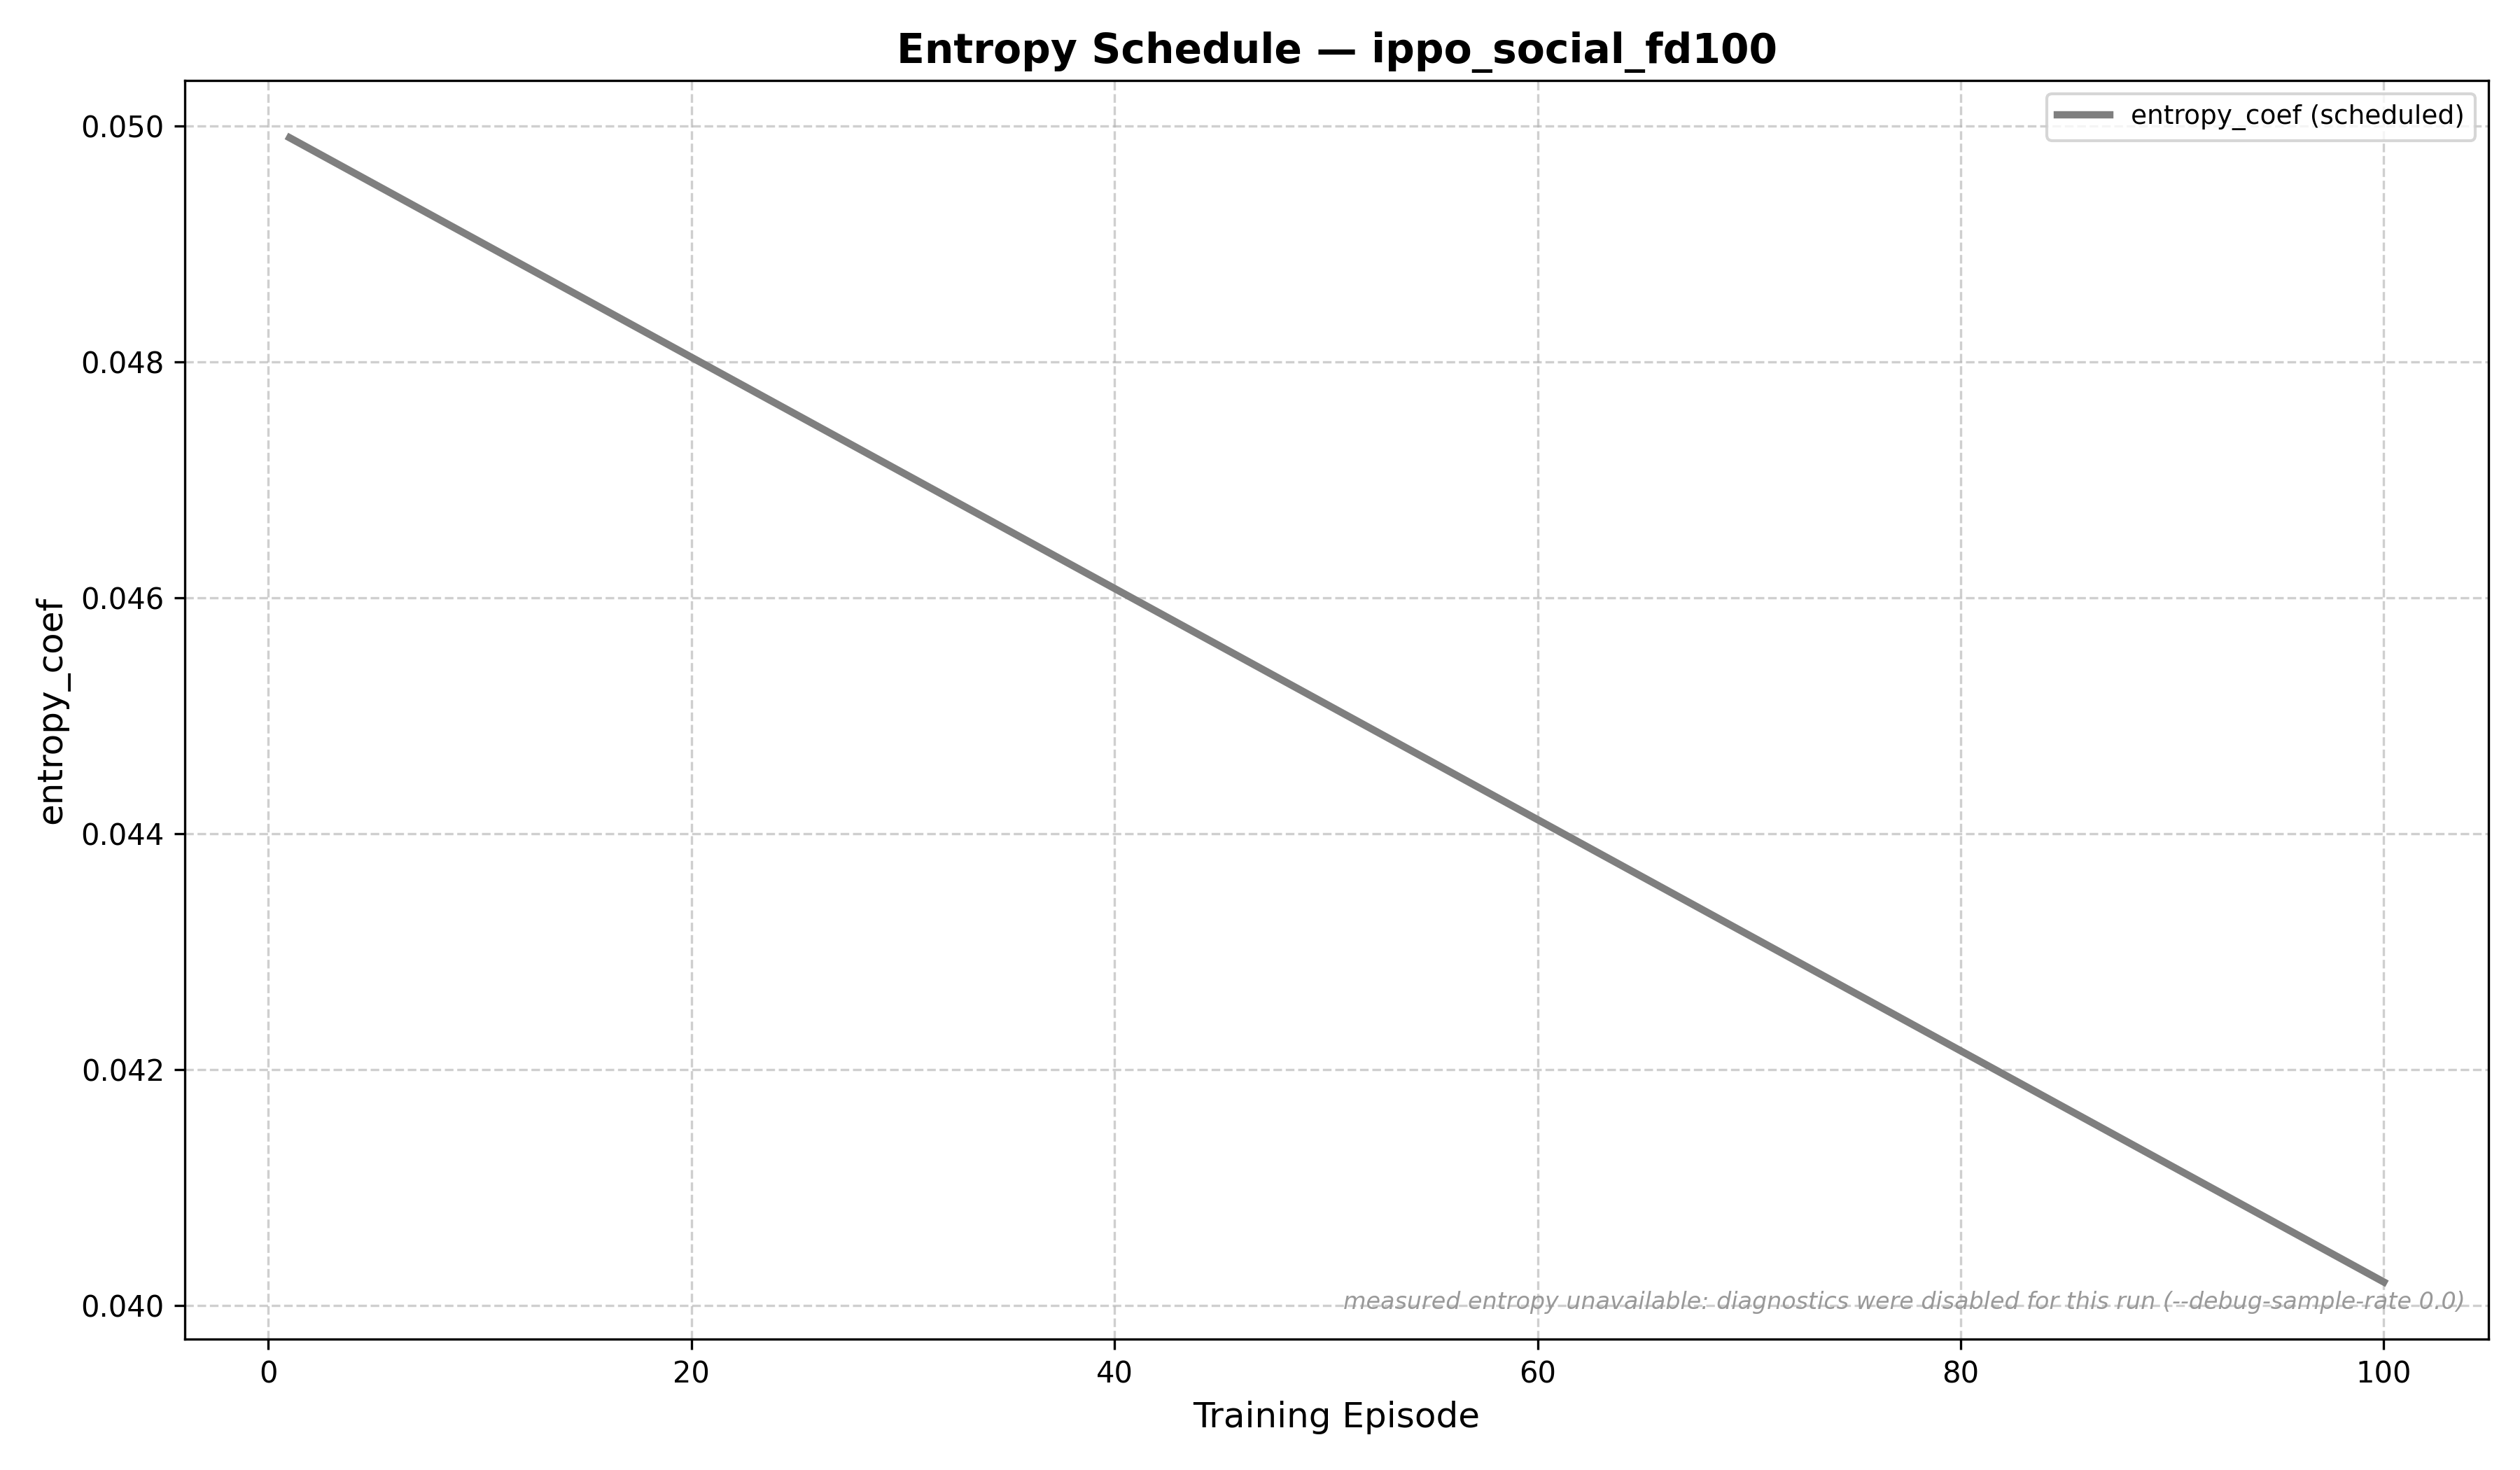 Entropy Schedule — ippo_social_fd100
entropy_coef (scheduled)
0.050
0.048
0.046
0.044
0.042
0.040
entropy_coef
measured entropy unavailable: diagnostics were disabled for this run (--debug-sample-rate 0.0)
0 20 40 60 80 100
Training Episode